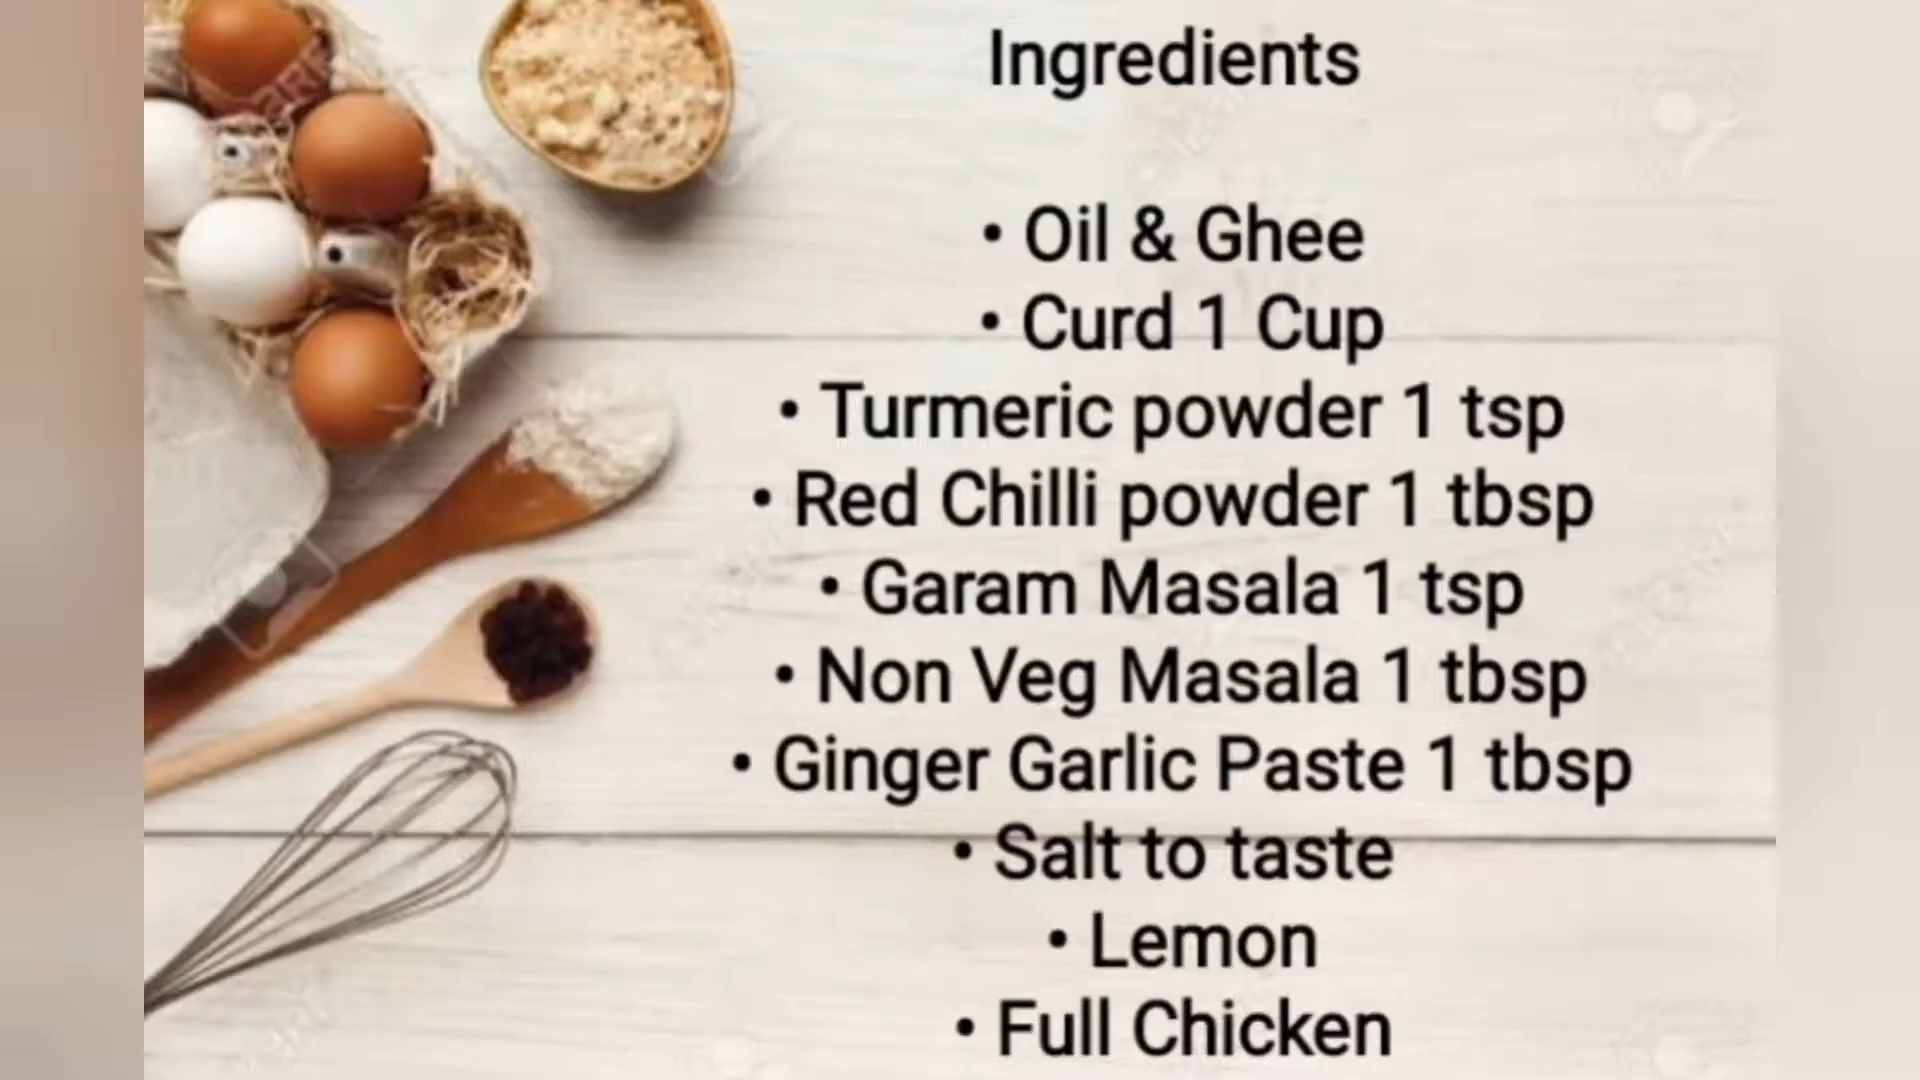 Ingredients
• Oil & Ghee
• Curd 1 Cup
• Turmeric powder 1 tsp
• Red Chilli powder 1 tbsp
• Garam Masala 1 tsp
• Non Veg Masala 1 tbsp
• Ginger Garlic Paste 1 tbsp
• Salt to taste
• Lemon
• Full Chicken